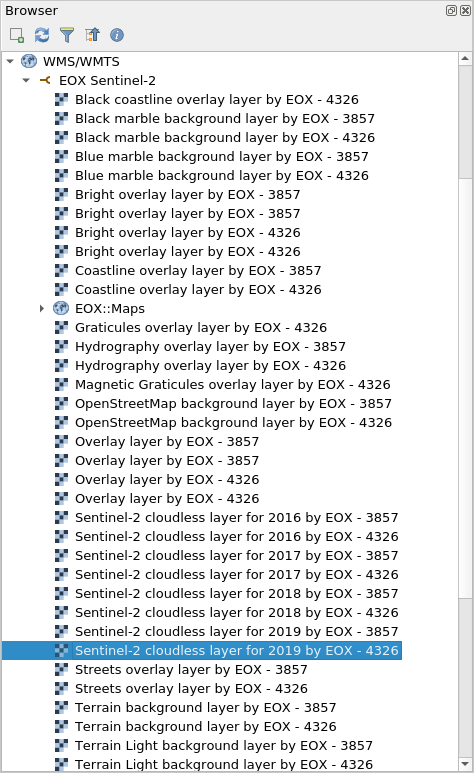 Browser
WMS/WMTS
EOX Sentinel-2
Black coastline overlay layer by EOX - 4326
Black marble background layer by EOX - 3857
Black marble background layer by EOX - 4326
Blue marble background layer by EOX - 3857
Blue marble background layer by EOX - 4326
Bright overlay layer by EOX - 3857
Bright overlay layer by EOX - 3857
Bright overlay layer by EOX - 4326
Bright overlay layer by EOX - 4326
Coastline overlay layer by EOX - 3857
Coastline overlay layer by EOX - 4326
EOX::Maps
Graticules overlay layer by EOX - 4326
Hydrography overlay layer by EOX - 3857
Hydrography overlay layer by EOX - 4326
Magnetic Graticules overlay layer by EOX - 4326
OpenStreetMap background layer by EOX - 3857
OpenStreetMap background layer by EOX - 4326
Overlay layer by EOX - 3857
Overlay layer by EOX - 3857
Overlay layer by EOX - 4326
Overlay layer by EOX - 4326
Sentinel-2 cloudless layer for 2016 by EOX - 3857
Sentinel-2 cloudless layer for 2016 by EOX - 4326
Sentinel-2 cloudless layer for 2017 by EOX - 3857
Sentinel-2 cloudless layer for 2017 by EOX - 4326
Sentinel-2 cloudless layer for 2018 by EOX - 3857
Sentinel-2 cloudless layer for 2018 by EOX - 4326
Sentinel-2 cloudless layer for 2019 by EOX - 3857
Sentinel-2 cloudless layer for 2019 by EOX - 4326
Streets overlay layer by EOX - 3857
Streets overlay layer by EOX - 4326
Terrain background layer by EOX - 3857
Terrain background layer by EOX - 4326
Terrain Light background layer by EOX - 3857
Terrain Light background layer by EOX - 4326